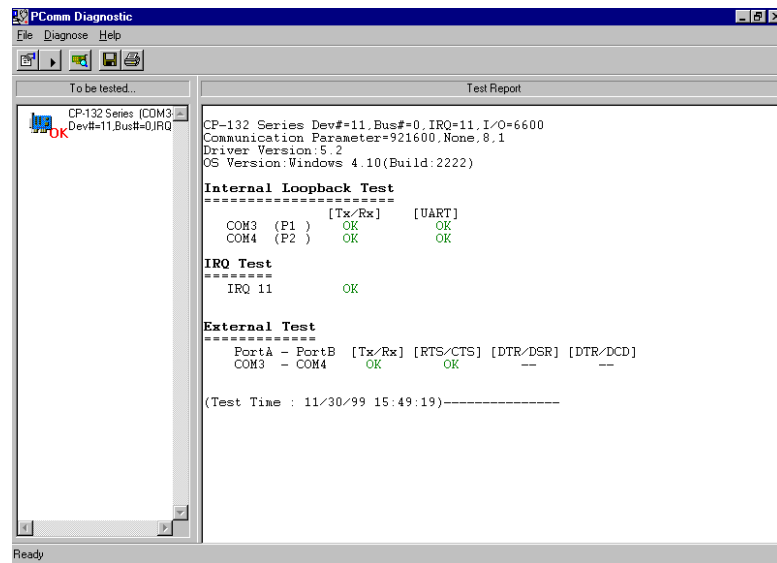 PComm Diagnostic
File Diagnose Help
To be tested...
Test Report
CP-132 Series (COM3-
Dev#=11,Bus#=0,IRQ
OK
CP-132 Series Dev#=11,Bus#=0,IRQ=11,I/O=6600
Communication Parameter=921600,None,8,1
Driver Version:5.2
OS Version:Windows 4.10(Build:2222)
Internal Loopback Test
========================
[Tx/Rx] [UART]
COM3 (P1 ) OK OK
COM4 (P2 ) OK OK
IRQ Test
========
IRQ 11 OK
External Test
=============
PortA - PortB [Tx/Rx] [RTS/CTS] [DTR/DSR] [DTR/DCD]
COM3 - COM4 OK OK -- --
(Test Time : 11/30/99 15:49:19)---------------
Ready